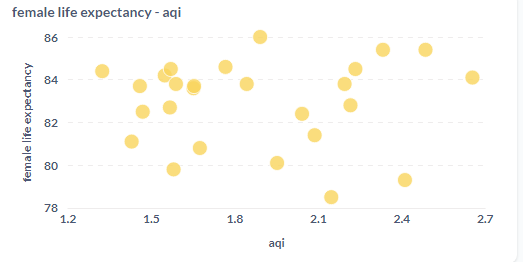 female life expectancy - aqi
86
84
82
80
78
female life expectancy
1.2 1.5 1.8 2.1 2.4 2.7
aqi